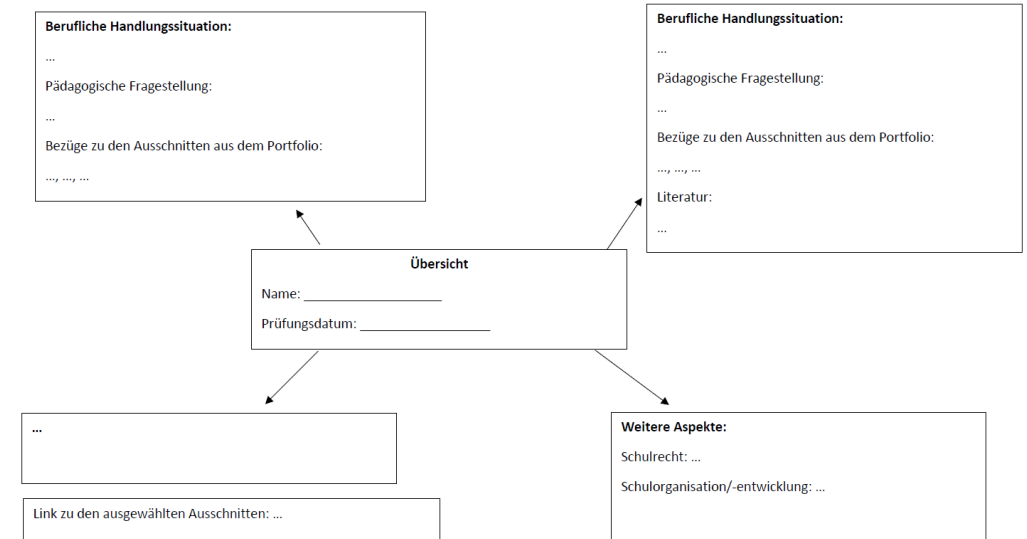 Berufliche Handlungssituation:
...
Pädagogische Fragestellung:
...
Bezüge zu den Ausschnitten aus dem Portfolio:
..., ..., ...
Berufliche Handlungssituation:
...
Pädagogische Fragestellung:
...
Bezüge zu den Ausschnitten aus dem Portfolio:
..., ..., ...
Literatur:
...
Übersicht
Name: ____________________
Prüfungsdatum: ___________________
...
Link zu den ausgewählten Ausschnitten: ...
Weitere Aspekte:
Schulrecht: ...
Schulorganisation/-entwicklung: ...